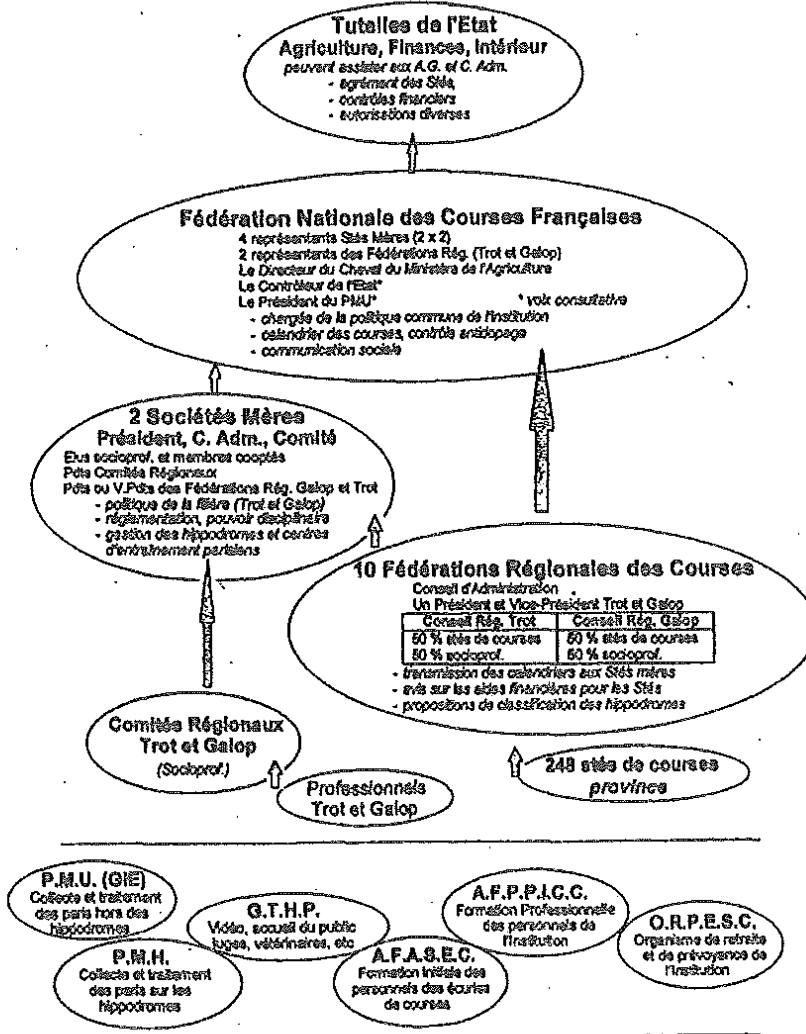 Tutelles de l'Etat
Agriculture, Finances, Intérieur
peuvent assister aux A.G. et C. Adm.
- agrément des Stés,
- contrôles financiers
- autorisations diverses
Fédération Nationale des Courses Françaises
4 représentants Stés Mères (2 x 2)
2 représentants des Fédérations Rég. (Trot et Galop)
Le Directeur du Cheval du Ministère de l'Agriculture
Le Contrôleur de l'Etat*
Le Président du PMU*
* voix consultative
- chargée de la politique commune de l'institution
- calendrier des courses, contrôle antidopage
- communication sociale
2 Sociétés Mères
Président, C. Adm., Comité
Elus socioprof. et membres cooptés
Pdts Comités Régionaux
Pdts ou V.Pdts des Fédérations Rég. Galop et Trot
- politique de la filière (Trot et Galop)
- réglementation, pouvoir disciplinaire
- gestion des hippodromes et centres
d'entraînement parisiens
10 Fédérations Régionales des Courses
Conseil d'Administration
Un Président et Vice-Président Trot et Galop
Conseil Rég. Trot
Conseil Rég. Galop
50 % stés de courses
50 % stés de courses
50 % socioprof.
50 % socioprof.
- transmission des calendriers aux Stés mères
- avis sur les aides financières pour les Stés
- propositions de classification des hippodromes
Comités Régionaux
Trot et Galop
(Socioprof.)
Professionnels
Trot et Galop
248 stés de courses
province
P.M.U. (GIE)
Collecte et traitement
des paris hors des
hippodromes
P.M.H.
Collecte et traitement
des paris sur les
hippodromes
G.T.H.P.
Vidéo, accueil du public
juges, vétérinaires, etc
A.F.A.S.E.C.
Formation initiale des
personnels des écuries
de courses
A.F.P.P.I.C.C.
Formation Professionnelle
des personnels de
l'Institution
O.R.P.E.S.C.
Organisme de retraite
et de prévoyance de
l'Institution